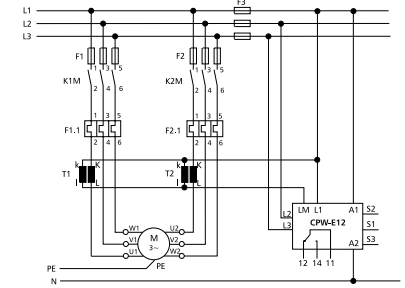 F3
L1
L2
L3
F1
1 3 5
F2
1 3 5
K1M
2 4 6
K2M
2 4 6
1 3 5
1 3 5
F1.1
F2.1
2 4 6
2 4 6
k K
k K
T1
T2
l L
l L
LM L1 A1
S2
L2
CPW-E12
S1
L3
S3
A2
W1 U2
M
V1 V2
3~
U1 W2
12 14 11
PE
PE
N